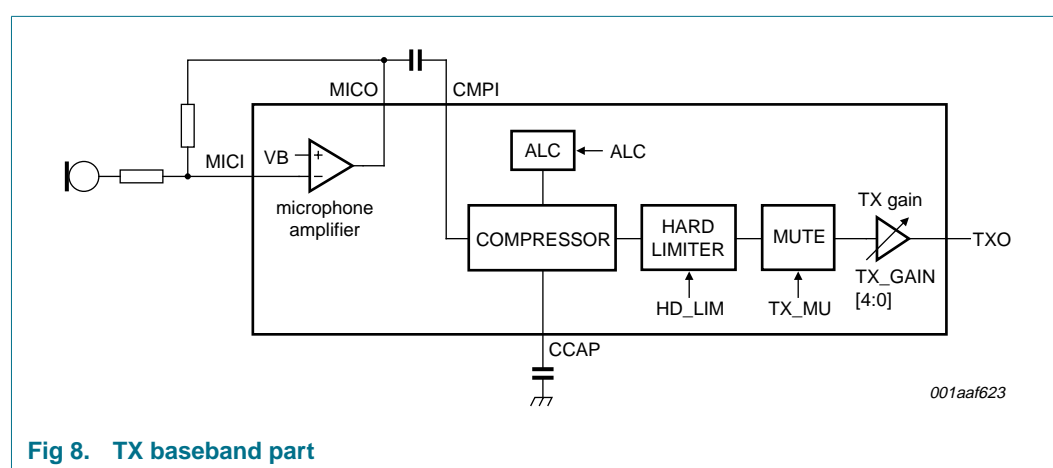 MICO
CMPI
MICI
VB
+
−
microphone
amplifier
ALC
ALC
COMPRESSOR
HARD
LIMITER
HD_LIM
MUTE
TX_MU
TX gain
TX_GAIN
[4:0]
TXO
CCAP
001aaf623
Fig 8. TX baseband part